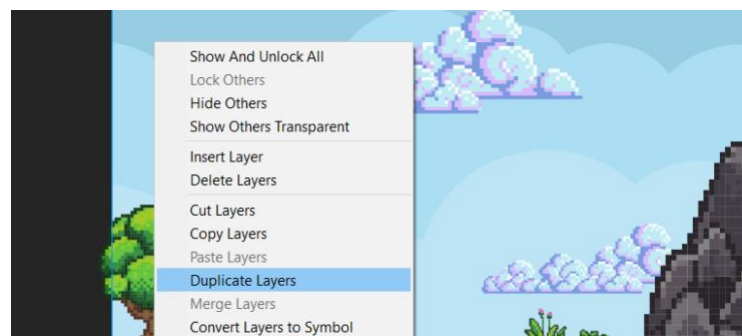 Show And Unlock All
Lock Others
Hide Others
Show Others Transparent
Insert Layer
Delete Layers
Cut Layers
Copy Layers
Paste Layers
Duplicate Layers
Merge Layers
Convert Layers to Symbol